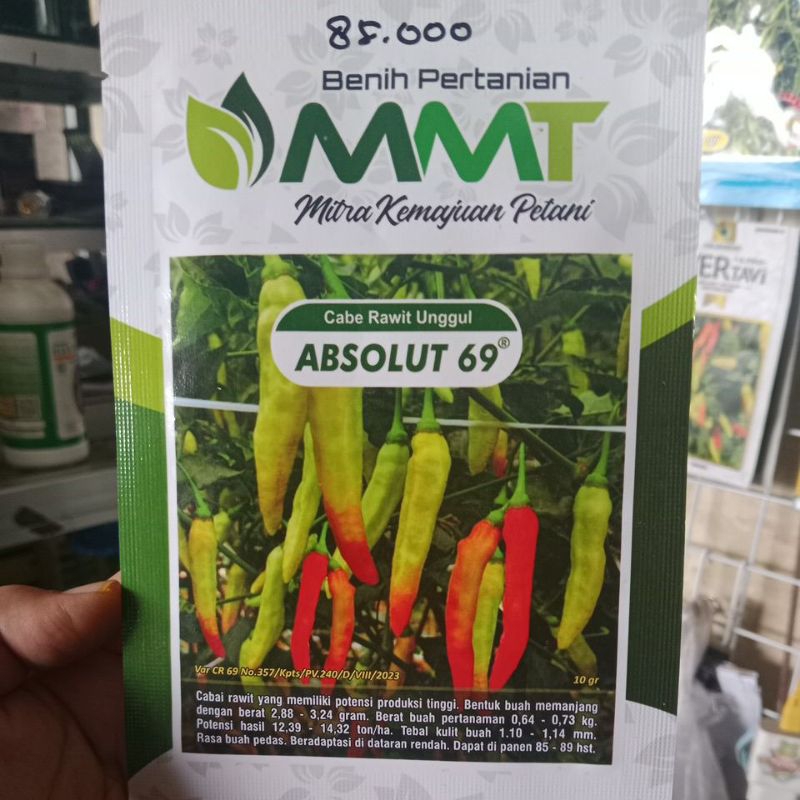 85.000
Benih Pertanian
MMT
Mitra Kemajuan Petani
Cabe Rawit Unggul
ABSOLUT 69®
Var CR 69 No.357/Kpts/PV.240/D/VIII/2023
10 gr
Cabai rawit yang memiliki potensi produksi tinggi. Bentuk buah memanjang
dengan berat 2,88 - 3,24 gram. Berat buah pertanaman 0,64 - 0,73 kg.
Potensi hasil 12,39 - 14,32 ton/ha. Tebal kulit buah 1.10 - 1,14 mm.
Rasa buah pedas. Beradaptasi di dataran rendah. Dapat di panen 85 - 89 hst.